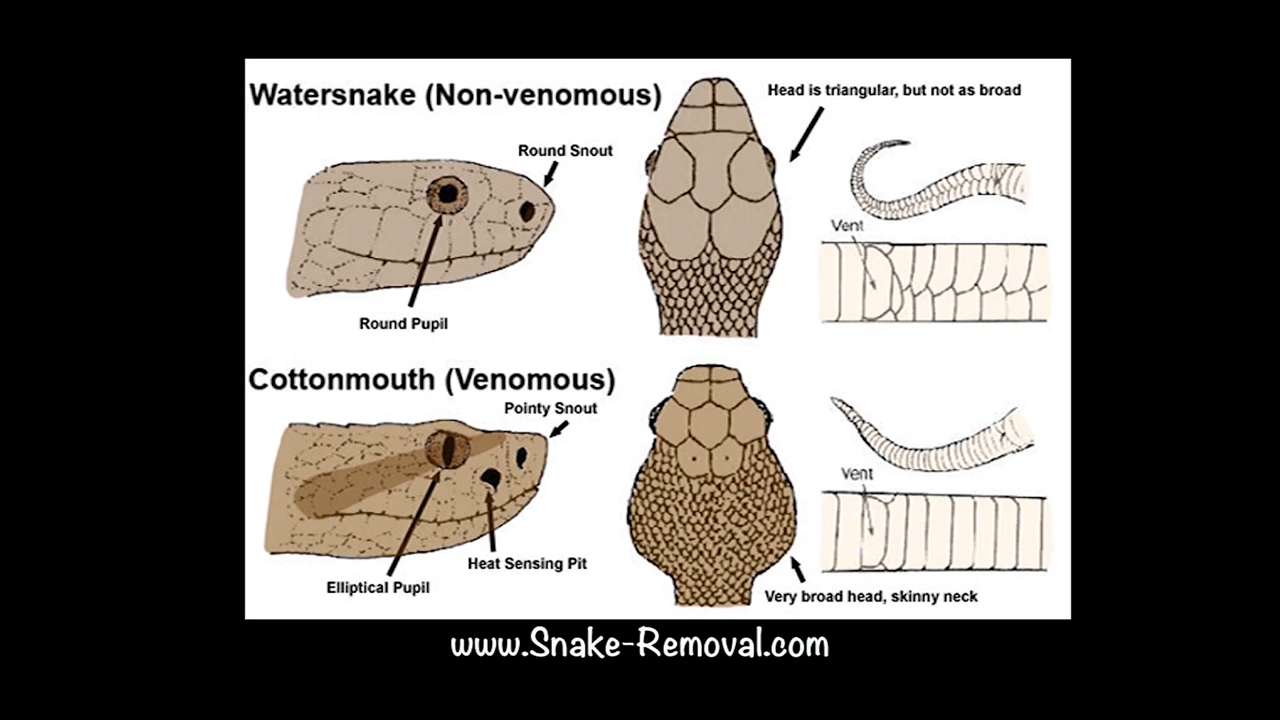 Watersnake (Non-venomous)
Head is triangular, but not as broad
Round Snout
Vent
Round Pupil
Cottonmouth (Venomous)
Pointy Snout
Vent
Heat Sensing Pit
Elliptical Pupil
Very broad head, skinny neck
www.Snake-Removal.com